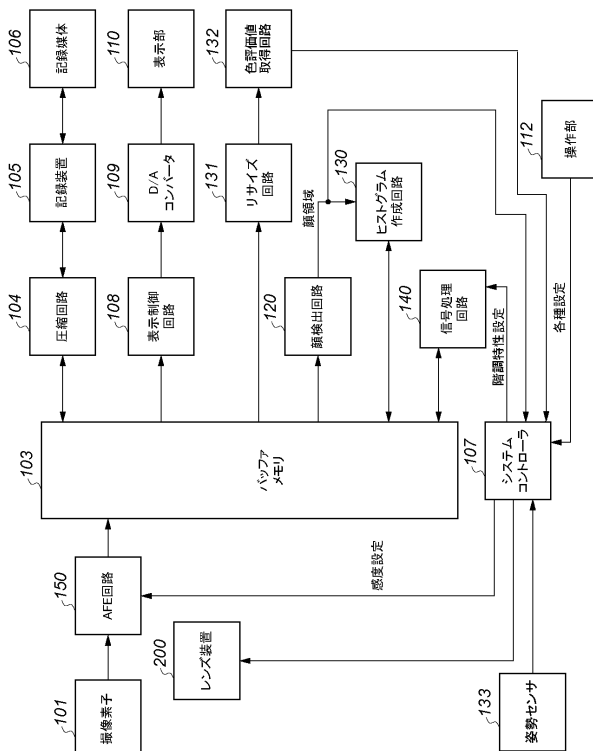 106
記録媒体
110
表示部
132
色評価値
取得回路
105
記録装置
109
D/A
コンバータ
131
リサイズ
回路
112
操作部
顔領域
130
ヒストグラム
作成回路
104
圧縮回路
108
表示制御
回路
120
顔検出回路
140
信号処理
回路
階調特性設定
各種設定
103
バッファ
メモリ
107
システム
コントローラ
150
AFE回路
感度設定
200
レンズ装置
101
撮像素子
133
姿勢センサ